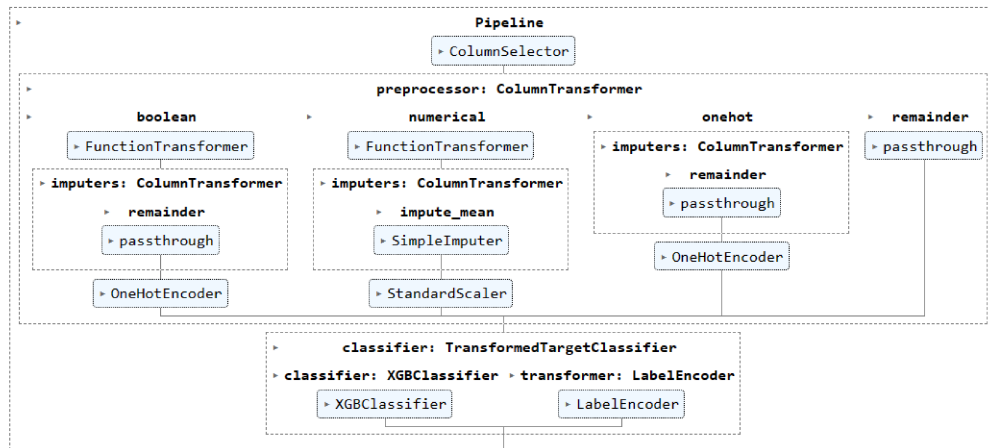 Pipeline
ColumnSelector
preprocessor: ColumnTransformer
boolean numerical onehot remainder
FunctionTransformer FunctionTransformer imputers: ColumnTransformer passthrough
imputers: ColumnTransformer imputers: ColumnTransformer remainder
remainder impute_mean passthrough
passthrough SimpleImputer OneHotEncoder
OneHotEncoder StandardScaler
classifier: TransformedTargetClassifier
classifier: XGBClassifier transformer: LabelEncoder
XGBClassifier LabelEncoder